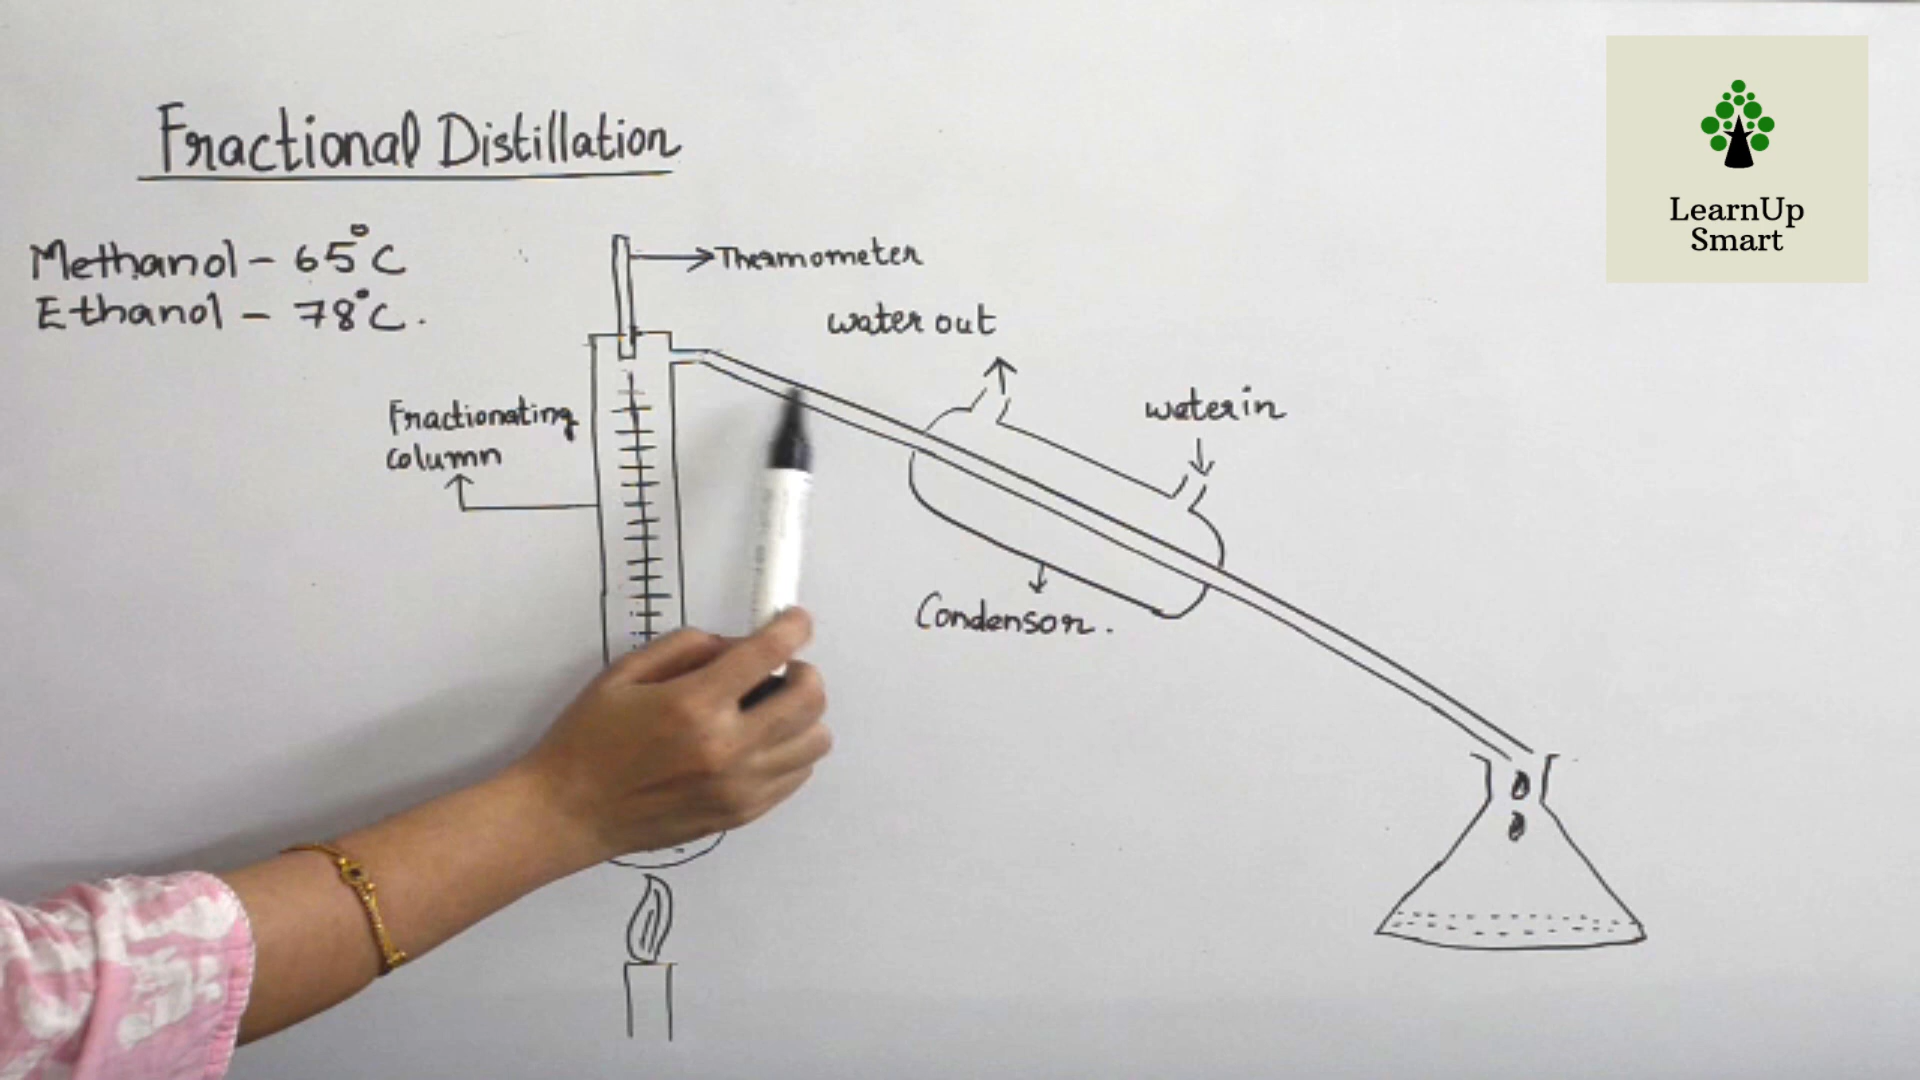 Fractional Distillation
Methanol - 65°C
Ethanol - 78°C.
Thermometer
water out
water in
Fractionating
column
Condensor.
LearnUp
Smart